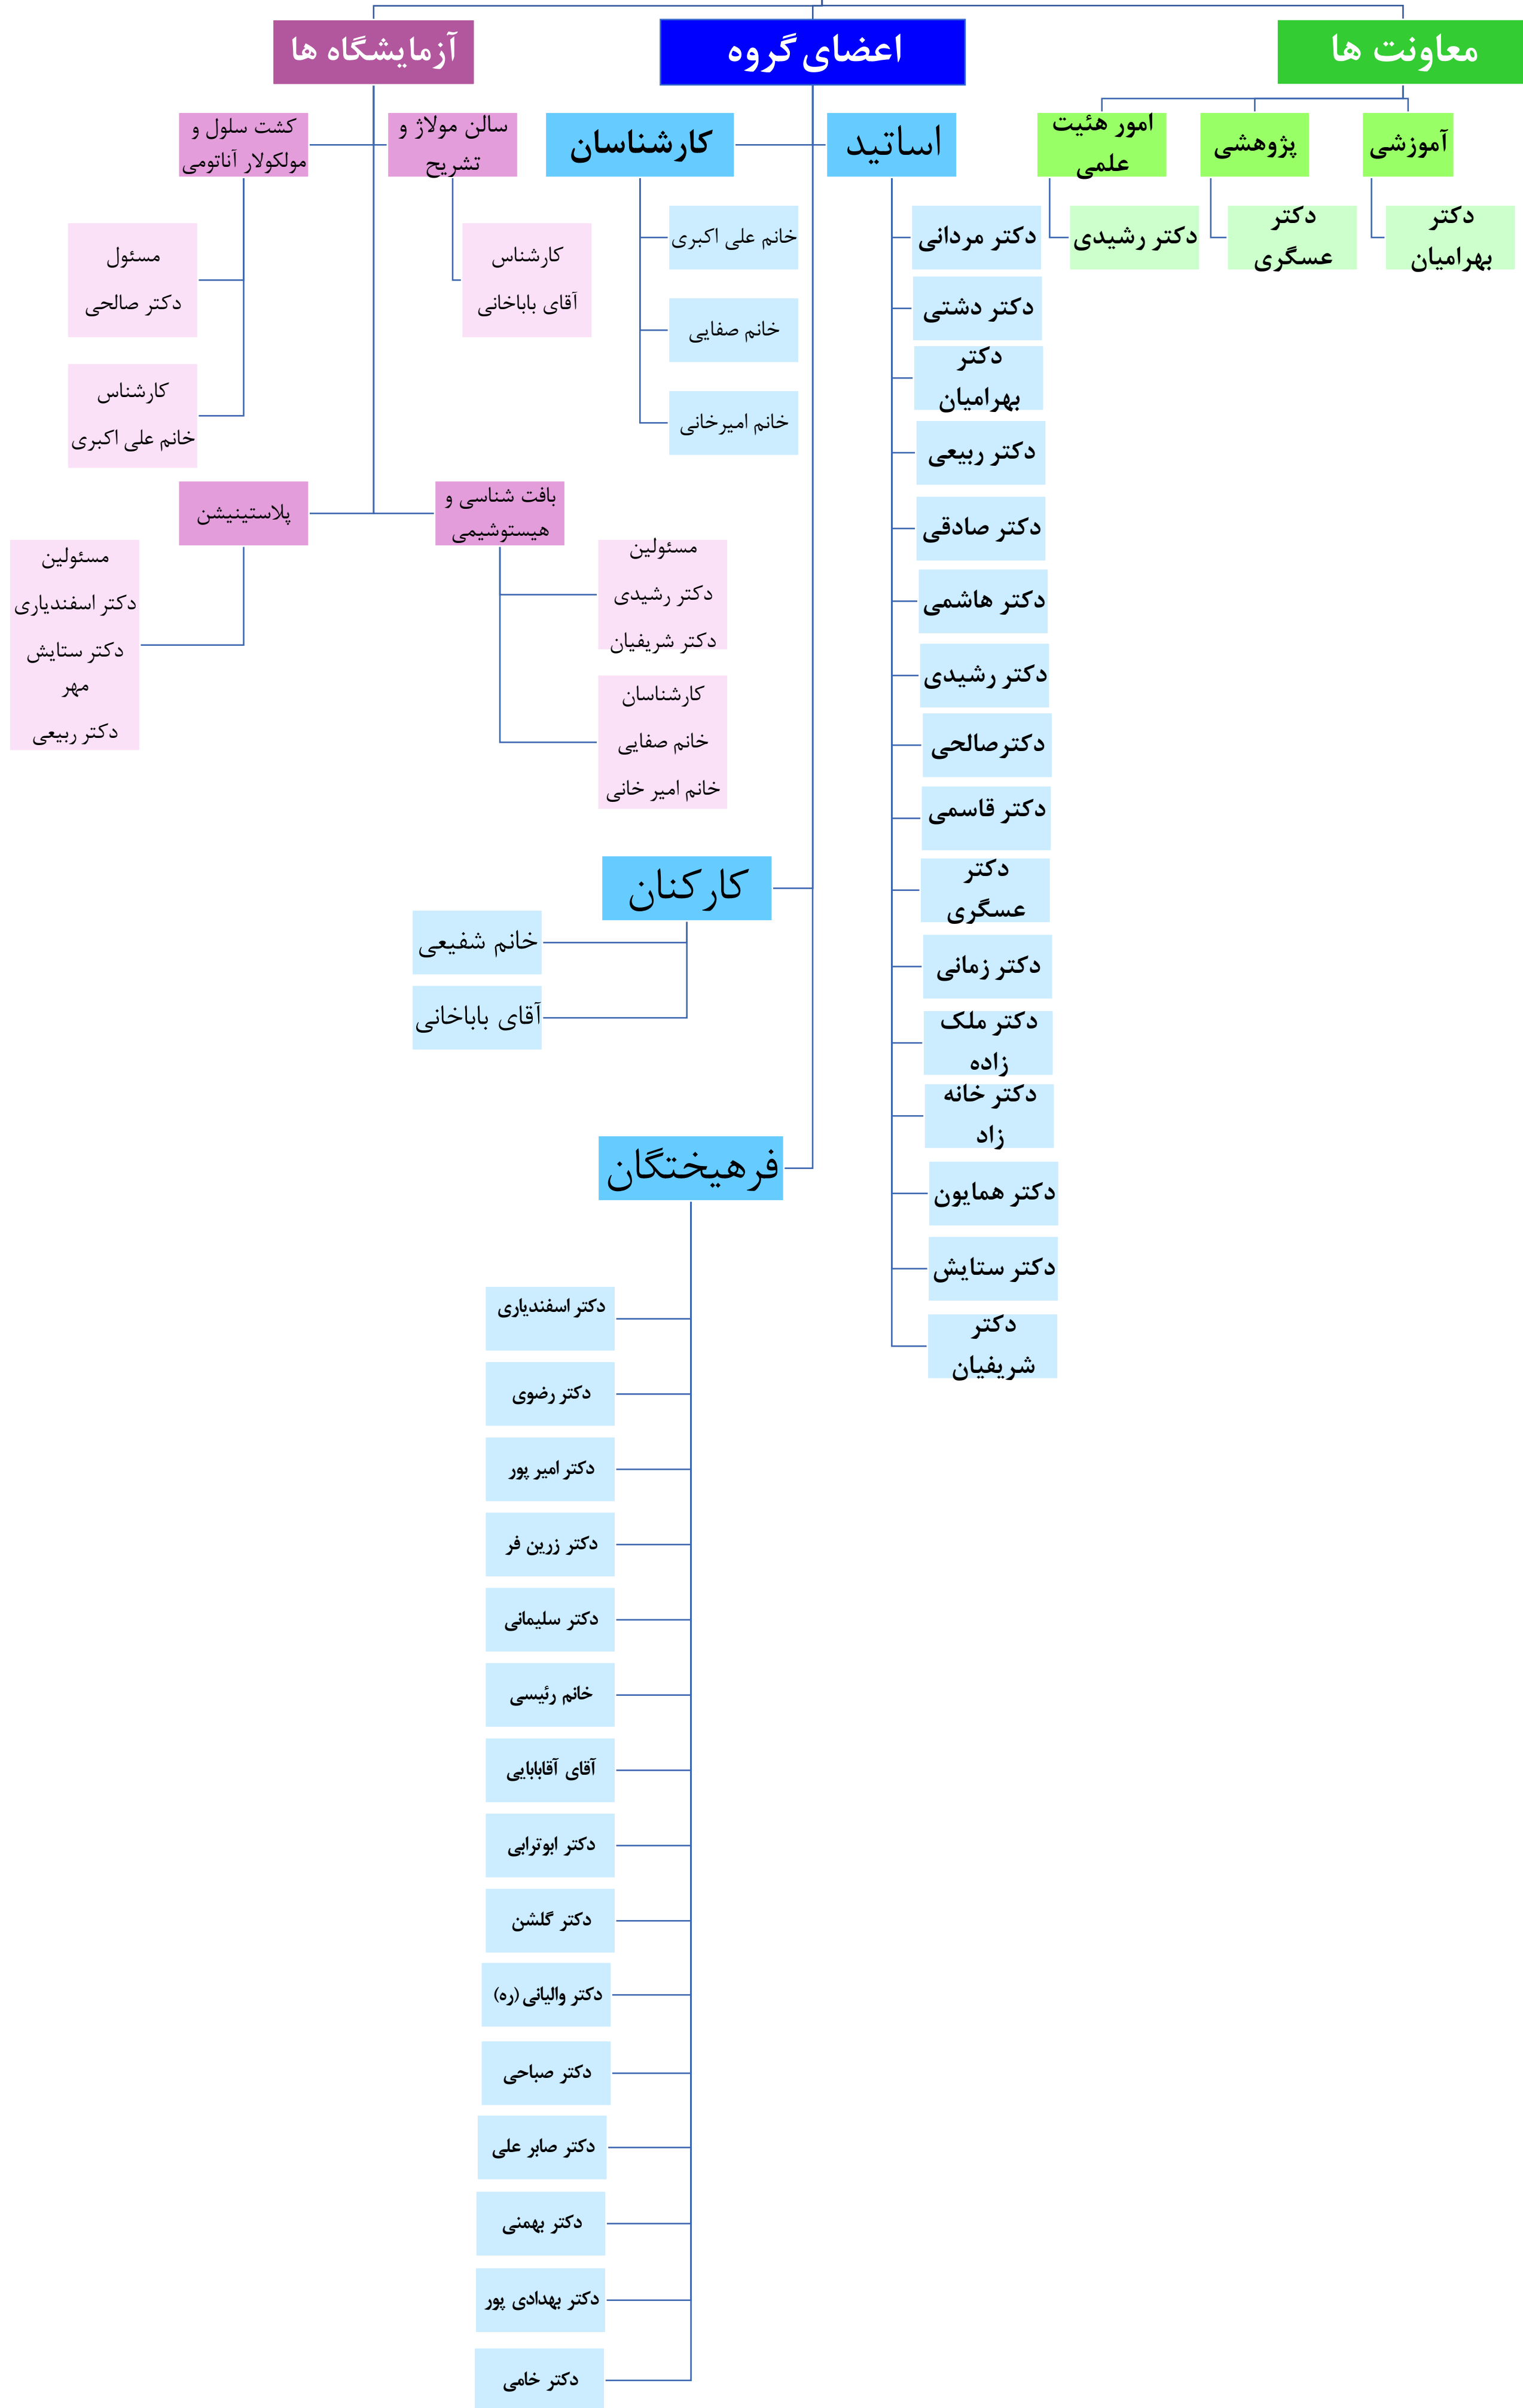 معاونت ها
آموزشی
دکتر
بهرامیان
پژوهشی
دکتر
عسگری
امور هئیت
علمی
دکتر رشیدی
اعضای گروه
اساتید
دکتر مردانی
دکتر دشتی
دکتر
بهرامیان
دکتر ربیعی
دکتر صادقی
دکتر هاشمی
دکتر رشیدی
دکترصالحی
دکتر قاسمی
دکتر
عسگری
دکتر زمانی
دکتر ملک
زاده
دکتر خانه
زاد
دکتر همایون
دکتر ستایش
دکتر
شریفیان
کارشناسان
خانم علی اکبری
خانم صفایی
خانم امیرخانی
کارکنان
خانم شفیعی
آقای باباخانی
فرهیختگان
دکتر اسفندیاری
دکتر رضوی
دکتر امیر پور
دکتر زرین فر
دکتر سلیمانی
خانم رئیسی
آقای آقابابایی
دکتر ابوترابی
دکتر گلشن
دکتر والیانی (ره)
دکتر صباحی
دکتر صابر علی
دکتر بهمنی
دکتر بهدادی پور
دکتر خامی
آزمایشگاه ها
سالن مولاژ و
تشریح
کارشناس
آقای باباخانی
کشت سلول و
مولکولار آناتومی
مسئول
دکتر صالحی
کارشناس
خانم علی اکبری
بافت شناسی و
هیستوشیمی
مسئولین
دکتر رشیدی
دکتر شریفیان
کارشناسان
خانم صفایی
خانم امیر خانی
پلاستینیشن
مسئولین
دکتر اسفندیاری
دکتر ستایش
مهر
دکتر ربیعی